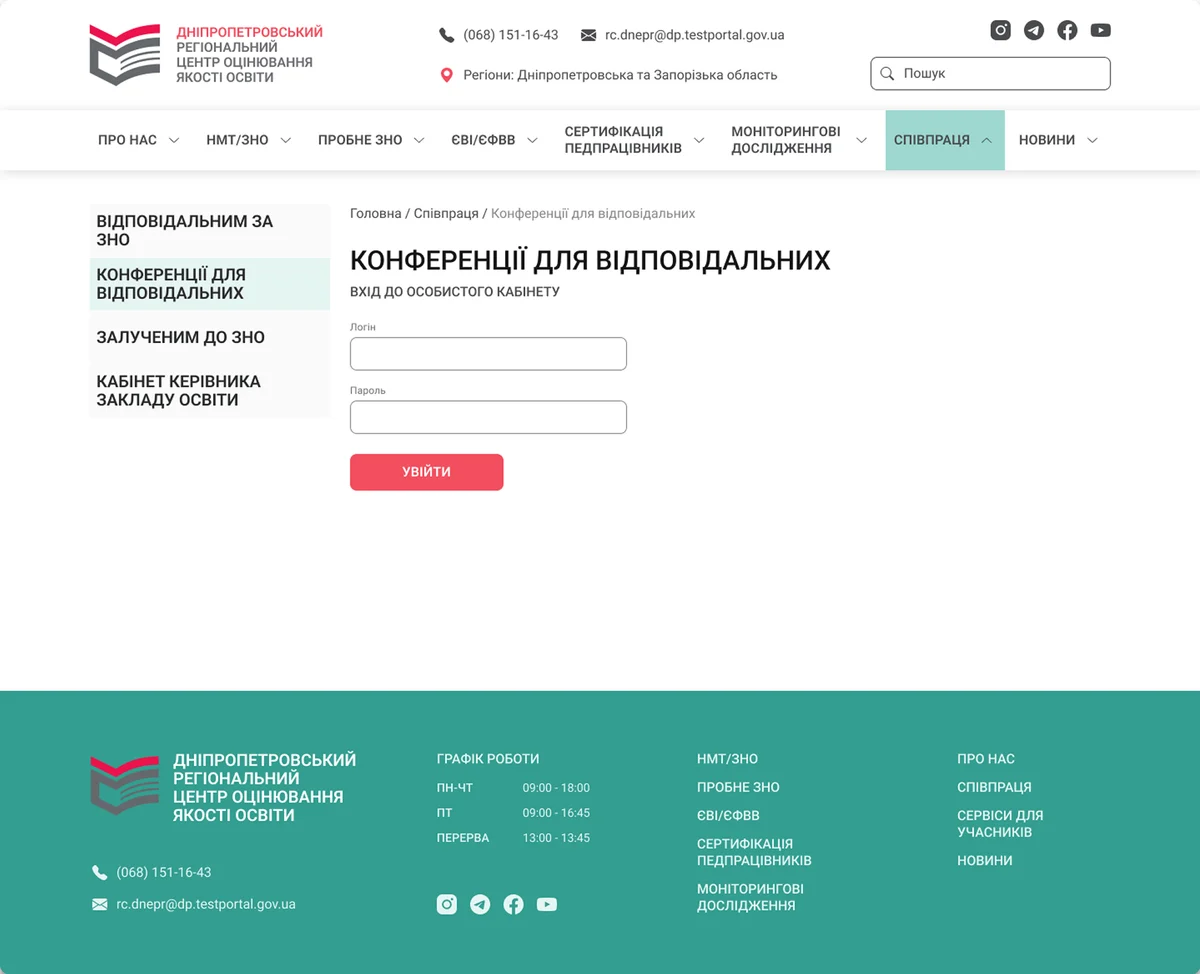 ДНІПРОПЕТРОВСЬКИЙ
РЕГІОНАЛЬНИЙ
ЦЕНТР ОЦІНЮВАННЯ
ЯКОСТІ ОСВІТИ
(068) 151-16-43
rc.dnepr@dp.testportal.gov.ua
Регіони: Дніпропетровська та Запорізька область
Пошук
ПРО НАС
НМТ/ЗНО
ПРОБНЕ ЗНО
ЄВІ/ЄФВВ
СЕРТИФІКАЦІЯ
ПЕДПРАЦІВНИКІВ
МОНІТОРИНГОВІ
ДОСЛІДЖЕННЯ
СПІВПРАЦЯ
НОВИНИ
ВІДПОВІДАЛЬНИМ ЗА
ЗНО
КОНФЕРЕНЦІЇ ДЛЯ
ВІДПОВІДАЛЬНИХ
ЗАЛУЧЕНИМ ДО ЗНО
КАБІНЕТ КЕРІВНИКА
ЗАКЛАДУ ОСВІТИ
Головна / Співпраця / Конференції для відповідальних
КОНФЕРЕНЦІЇ ДЛЯ ВІДПОВІДАЛЬНИХ
ВХІД ДО ОСОБИСТОГО КАБІНЕТУ
Логін
Пароль
УВІЙТИ
ДНІПРОПЕТРОВСЬКИЙ
РЕГІОНАЛЬНИЙ
ЦЕНТР ОЦІНЮВАННЯ
ЯКОСТІ ОСВІТИ
(068) 151-16-43
rc.dnepr@dp.testportal.gov.ua
ГРАФІК РОБОТИ
ПН-ЧТ 09:00 - 18:00
ПТ 09:00 - 16:45
ПЕРЕРВА 13:00 - 13:45
НМТ/ЗНО
ПРОБНЕ ЗНО
ЄВІ/ЄФВВ
СЕРТИФІКАЦІЯ
ПЕДПРАЦІВНИКІВ
МОНІТОРИНГОВІ
ДОСЛІДЖЕННЯ
ПРО НАС
СПІВПРАЦЯ
СЕРВІСИ ДЛЯ
УЧАСНИКІВ
НОВИНИ